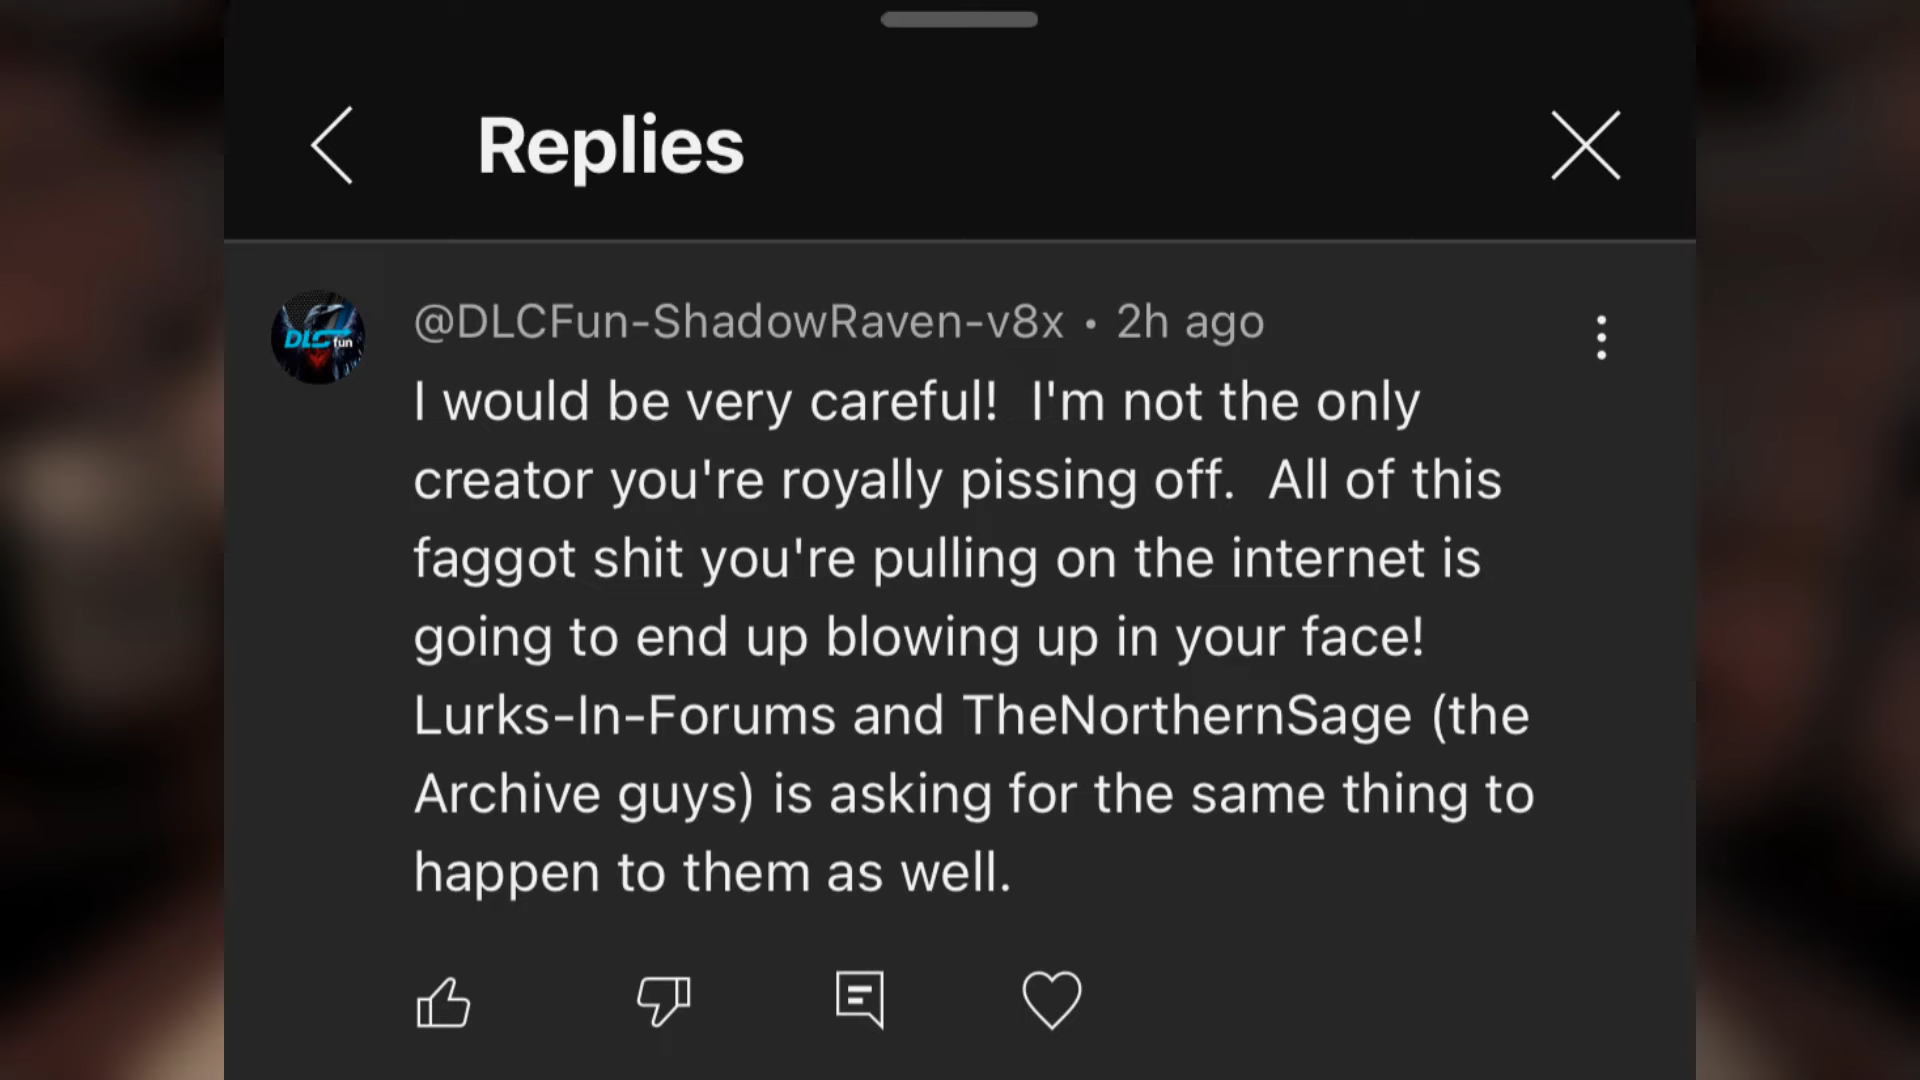 Replies
DLC fun
@DLCFun-ShadowRaven-v8x • 2h ago
I would be very careful!  I'm not the only
creator you're royally pissing off.  All of this
faggot shit you're pulling on the internet is
going to end up blowing up in your face!
Lurks-In-Forums and TheNorthernSage (the
Archive guys) is asking for the same thing to
happen to them as well.